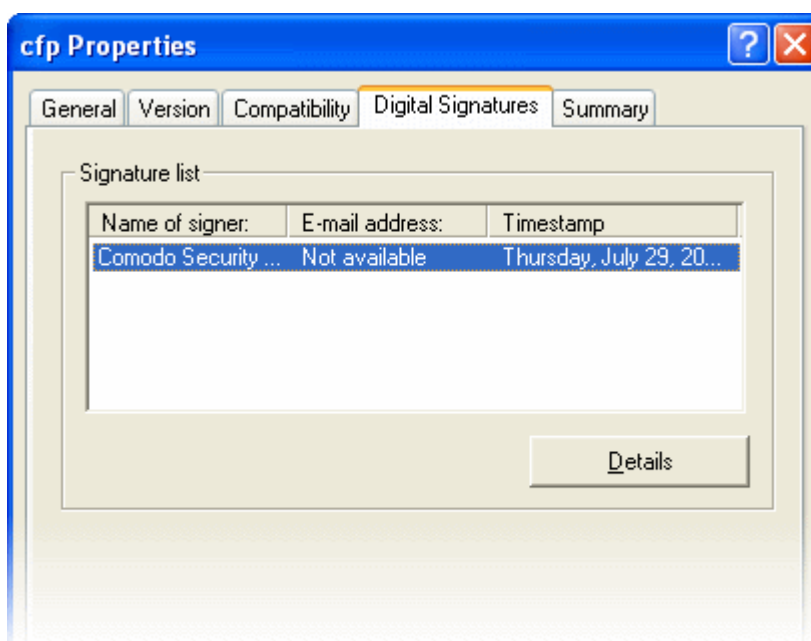 cfp Properties
General Version Compatibility Digital Signatures Summary
Signature list
Name of signer: E-mail address: Timestamp
Comodo Security ... Not available Thursday, July 29, 20...
Details